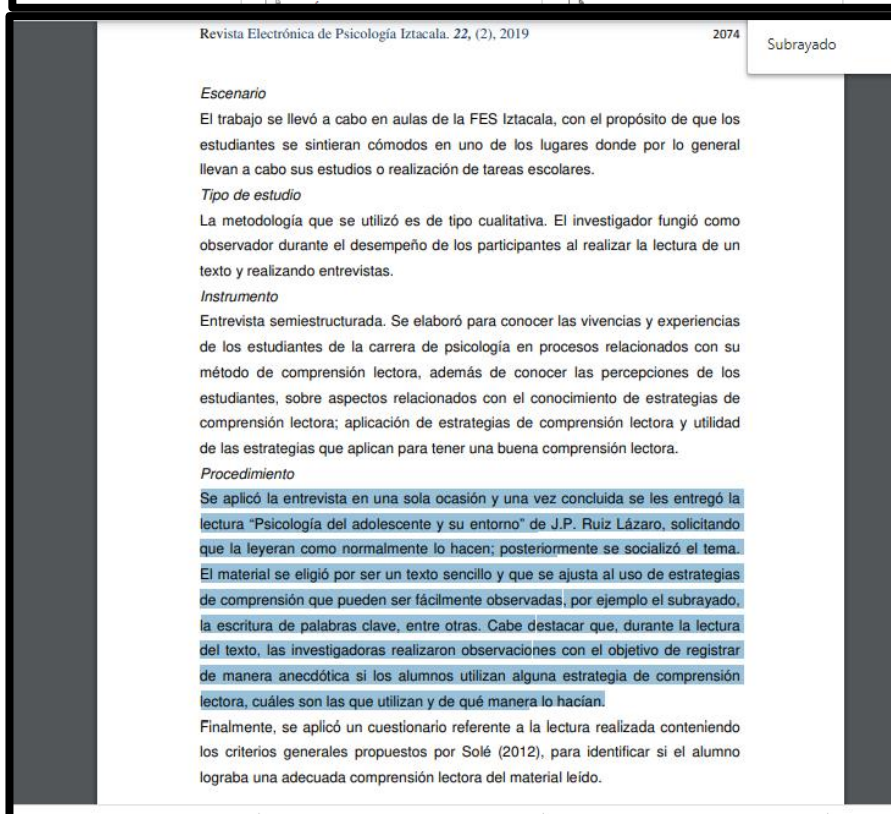 Revista Electrónica de Psicología Iztacala. 22, (2), 2019 2074
Subrayado
Escenario
El trabajo se llevó a cabo en aulas de la FES Iztacala, con el propósito de que los
estudiantes se sintieran cómodos en uno de los lugares donde por lo general
llevan a cabo sus estudios o realización de tareas escolares.
Tipo de estudio
La metodología que se utilizó es de tipo cualitativa. El investigador fungió como
observador durante el desempeño de los participantes al realizar la lectura de un
texto y realizando entrevistas.
Instrumento
Entrevista semiestructurada. Se elaboró para conocer las vivencias y experiencias
de los estudiantes de la carrera de psicología en procesos relacionados con su
método de comprensión lectora, además de conocer las percepciones de los
estudiantes, sobre aspectos relacionados con el conocimiento de estrategias de
comprensión lectora; aplicación de estrategias de comprensión lectora y utilidad
de las estrategias que aplican para tener una buena comprensión lectora.
Procedimiento
Se aplicó la entrevista en una sola ocasión y una vez concluida se les entregó la
lectura “Psicología del adolescente y su entorno” de J.P. Ruiz Lázaro, solicitando
que la leyeran como normalmente lo hacen; posteriormente se socializó el tema.
El material se eligió por ser un texto sencillo y que se ajusta al uso de estrategias
de comprensión que pueden ser fácilmente observadas, por ejemplo el subrayado,
la escritura de palabras clave, entre otras. Cabe destacar que, durante la lectura
del texto, las investigadoras realizaron observaciones con el objetivo de registrar
de manera anecdótica si los alumnos utilizan alguna estrategia de comprensión
lectora, cuáles son las que utilizan y de qué manera lo hacían.
Finalmente, se aplicó un cuestionario referente a la lectura realizada conteniendo
los criterios generales propuestos por Solé (2012), para identificar si el alumno
lograba una adecuada comprensión lectora del material leído.